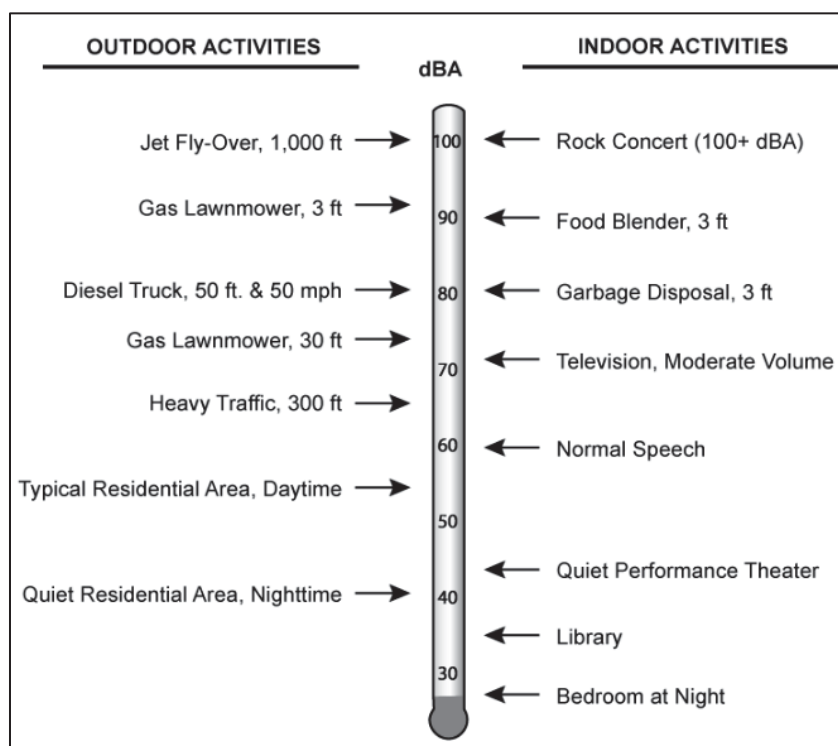 OUTDOOR ACTIVITIES
dBA
INDOOR ACTIVITIES
Jet Fly-Over, 1,000 ft
100
Rock Concert (100+ dBA)
Gas Lawnmower, 3 ft
90
Food Blender, 3 ft
Diesel Truck, 50 ft. & 50 mph
80
Garbage Disposal, 3 ft
Gas Lawnmower, 30 ft
70
Television, Moderate Volume
Heavy Traffic, 300 ft
60
Normal Speech
Typical Residential Area, Daytime
50
Quiet Performance Theater
Quiet Residential Area, Nighttime
40
Library
30
Bedroom at Night